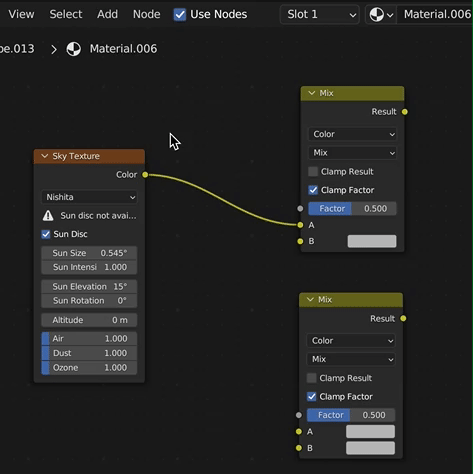 View Select Add Node Use Nodes Slot 1 Material.006
pe.013 > Material.006
Sky Texture
Color
Nishita
Sun disc not avai...
Sun Disc
Sun Size 0.545°
Sun Intensi 1.000
Sun Elevation 15°
Sun Rotation 0°
Altitude 0 m
Air 1.000
Dust 1.000
Ozone 1.000
Mix
Result
Color
Mix
Clamp Result
Clamp Factor
Factor 0.500
A
B
Mix
Result
Color
Mix
Clamp Result
Clamp Factor
Factor 0.500
A
B